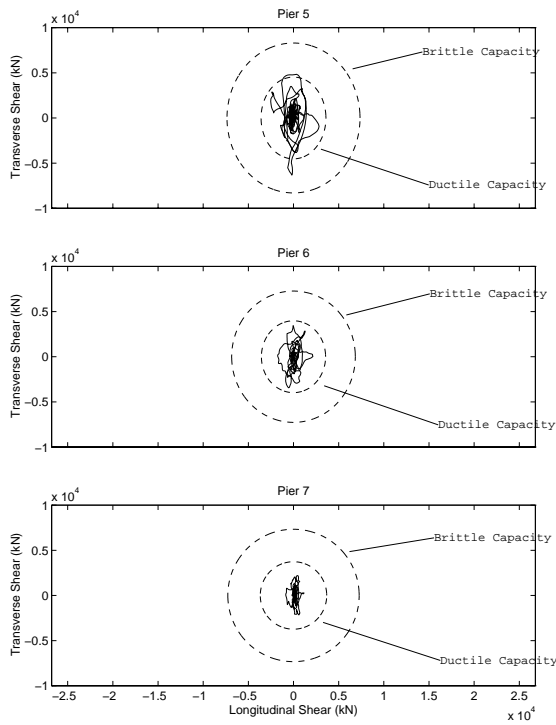 Pier 5
x 10^4
1
0.5
0
−0.5
−1
Transverse Shear (kN)
Brittle Capacity
Ductile Capacity
Pier 6
x 10^4
1
0.5
0
−0.5
−1
Transverse Shear (kN)
Brittle Capacity
Ductile Capacity
Pier 7
x 10^4
1
0.5
0
−0.5
−1
Transverse Shear (kN)
Brittle Capacity
Ductile Capacity
−2.5 −2 −1.5 −1 −0.5 0 0.5 1 1.5 2 2.5
Longitudinal Shear (kN)
x 10^4